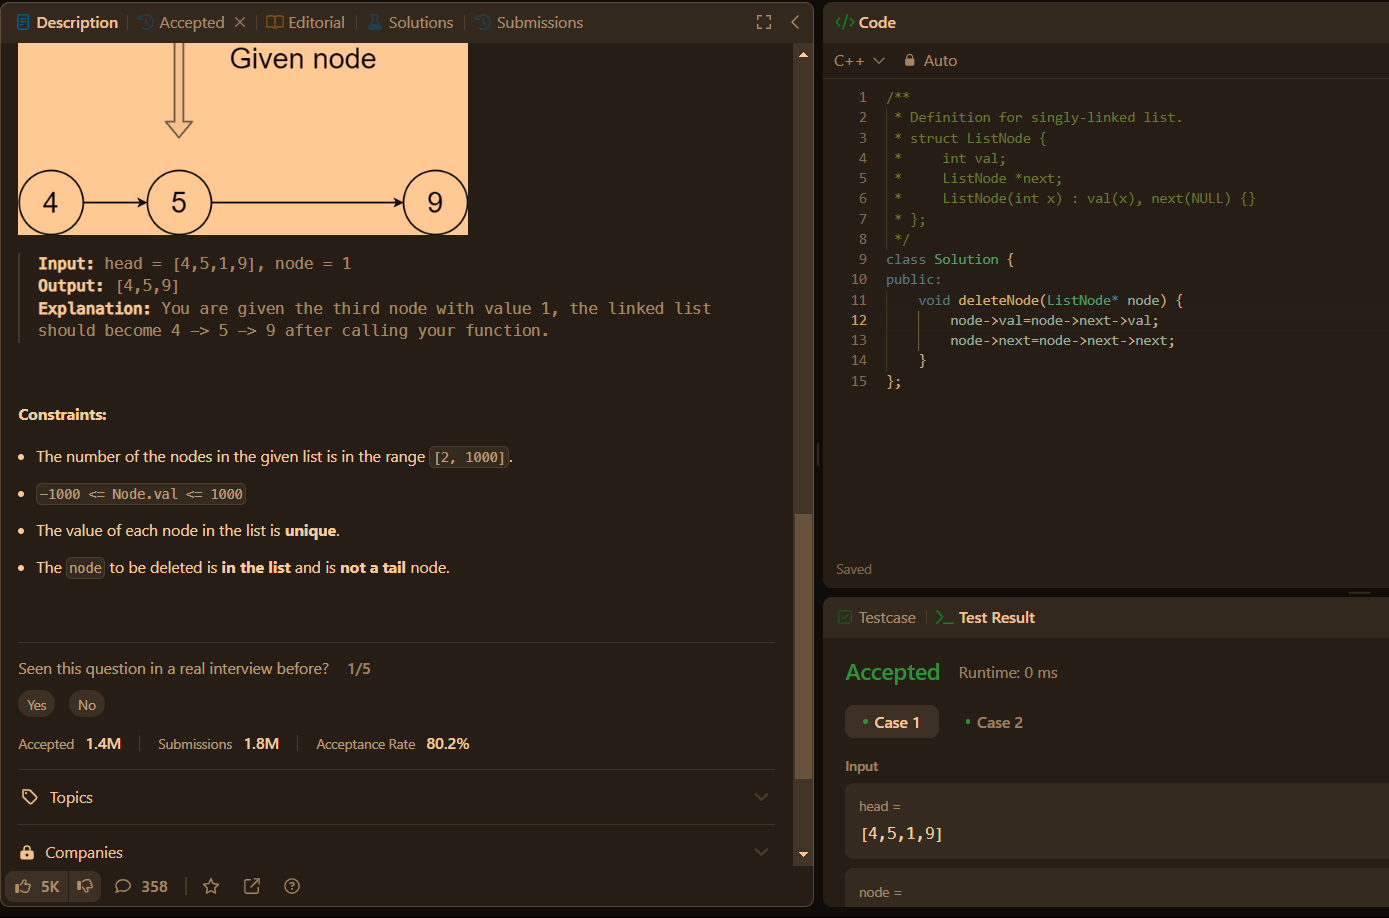 Description
Accepted
Editorial
Solutions
Submissions
Given node
4 5 9
Input: head = [4,5,1,9], node = 1
Output: [4,5,9]
Explanation: You are given the third node with value 1, the linked list
should become 4 —> 5 —> 9 after calling your function.
Constraints:
• The number of the nodes in the given list is in the range [2, 1000].
• -1000 <= Node.val <= 1000
• The value of each node in the list is unique.
• The node to be deleted is in the list and is not a tail node.
Seen this question in a real interview before? 1/5
Yes No
Accepted 1.4M Submissions 1.8M Acceptance Rate 80.2%
Topics
Companies
5K 358
</> Code
C++ Auto
1 /**
2  * Definition for singly-linked list.
3  * struct ListNode {
4  *     int val;
5  *     ListNode *next;
6  *     ListNode(int x) : val(x), next(NULL) {}
7  * };
8  */
9 class Solution {
10 public:
11     void deleteNode(ListNode* node) {
12         node->val=node->next->val;
13         node->next=node->next->next;
14     }
15 };
Saved
Testcase
Test Result
Accepted Runtime: 0 ms
• Case 1 • Case 2
Input
head =
[4,5,1,9]
node =